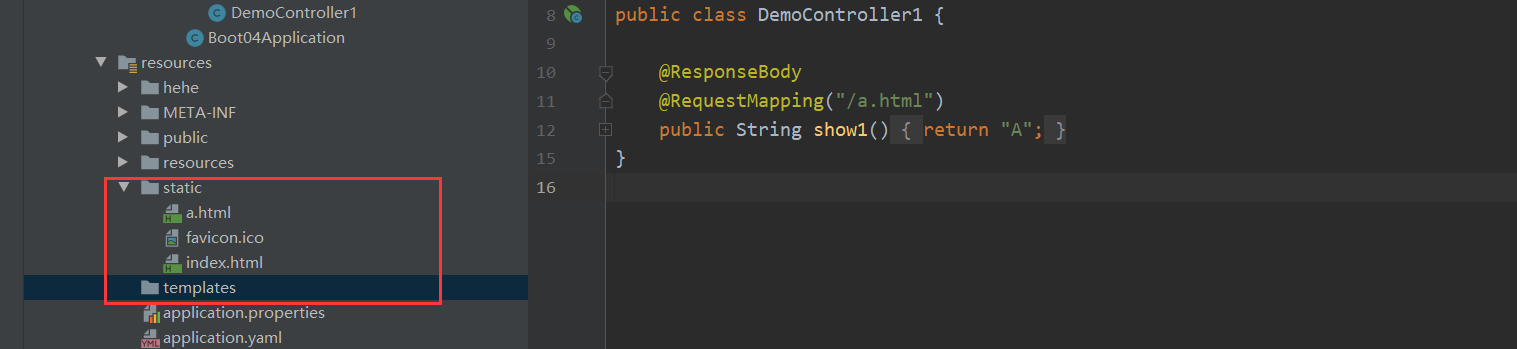 DemoController1
Boot04Application
resources
hehe
META-INF
public
resources
static
a.html
favicon.ico
index.html
templates
application.properties
YML application.yaml
8 public class DemoController1 {
9
10 @ResponseBody
11 @RequestMapping("/a.html")
12 public String show1() { return "A"; }
15 }
16